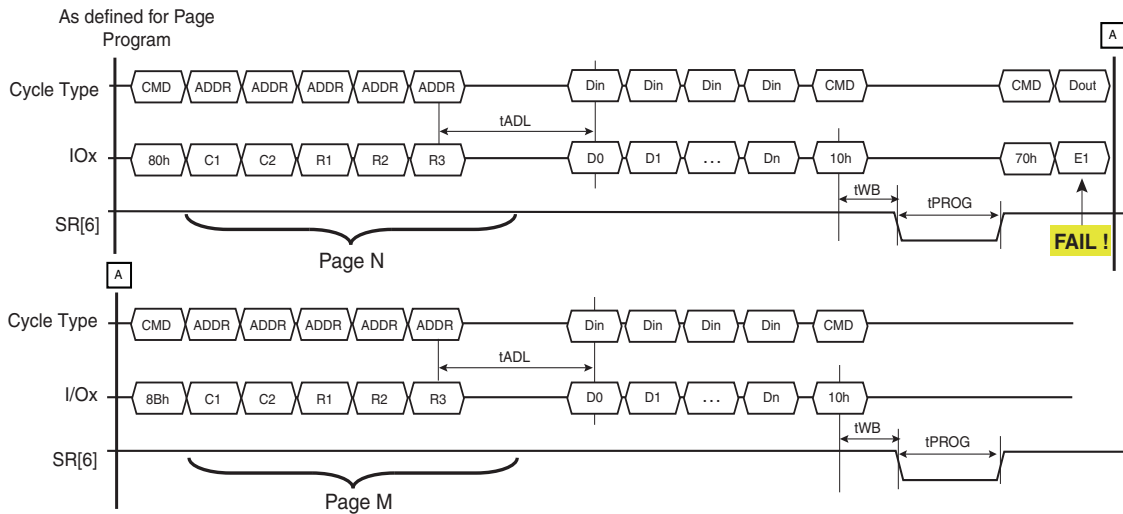 As defined for Page
Program
A
Cycle Type CMD ADDR ADDR ADDR ADDR ADDR Din Din Din Din CMD CMD Dout
tADL
IOx 80h C1 C2 R1 R2 R3 D0 D1 ... Dn 10h 70h E1
tWB tPROG
SR[6]
FAIL !
Page N
A
Cycle Type CMD ADDR ADDR ADDR ADDR ADDR Din Din Din Din CMD
tADL
I/Ox 8Bh C1 C2 R1 R2 R3 D0 D1 ... Dn 10h
tWB tPROG
SR[6]
Page M